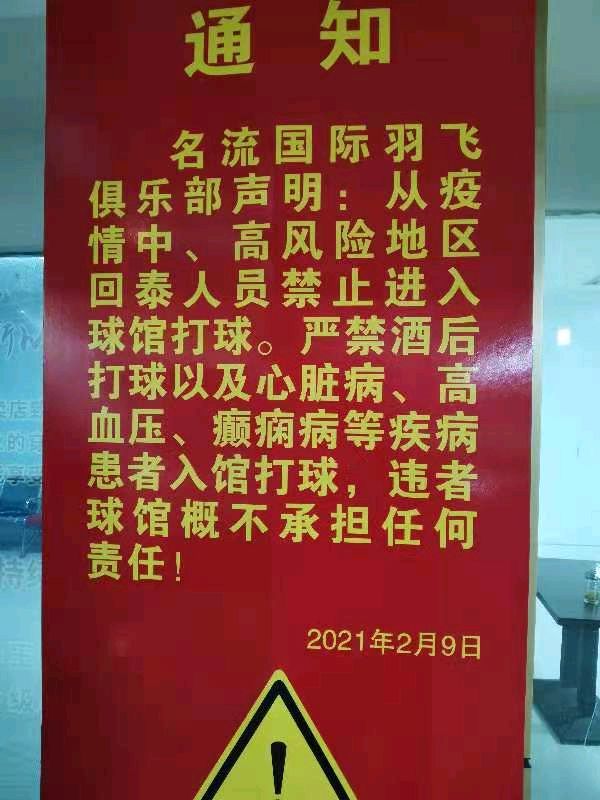 通知
名流国际羽飞
俱乐部声明：从疫
情中、高风险地区
回泰人员禁止进入
球馆打球。严禁酒后
打球以及心脏病、高
血压、癫痫病等疾病
患者入馆打球，违者
球馆概不承担任何
责任！
2021年2月9日
!